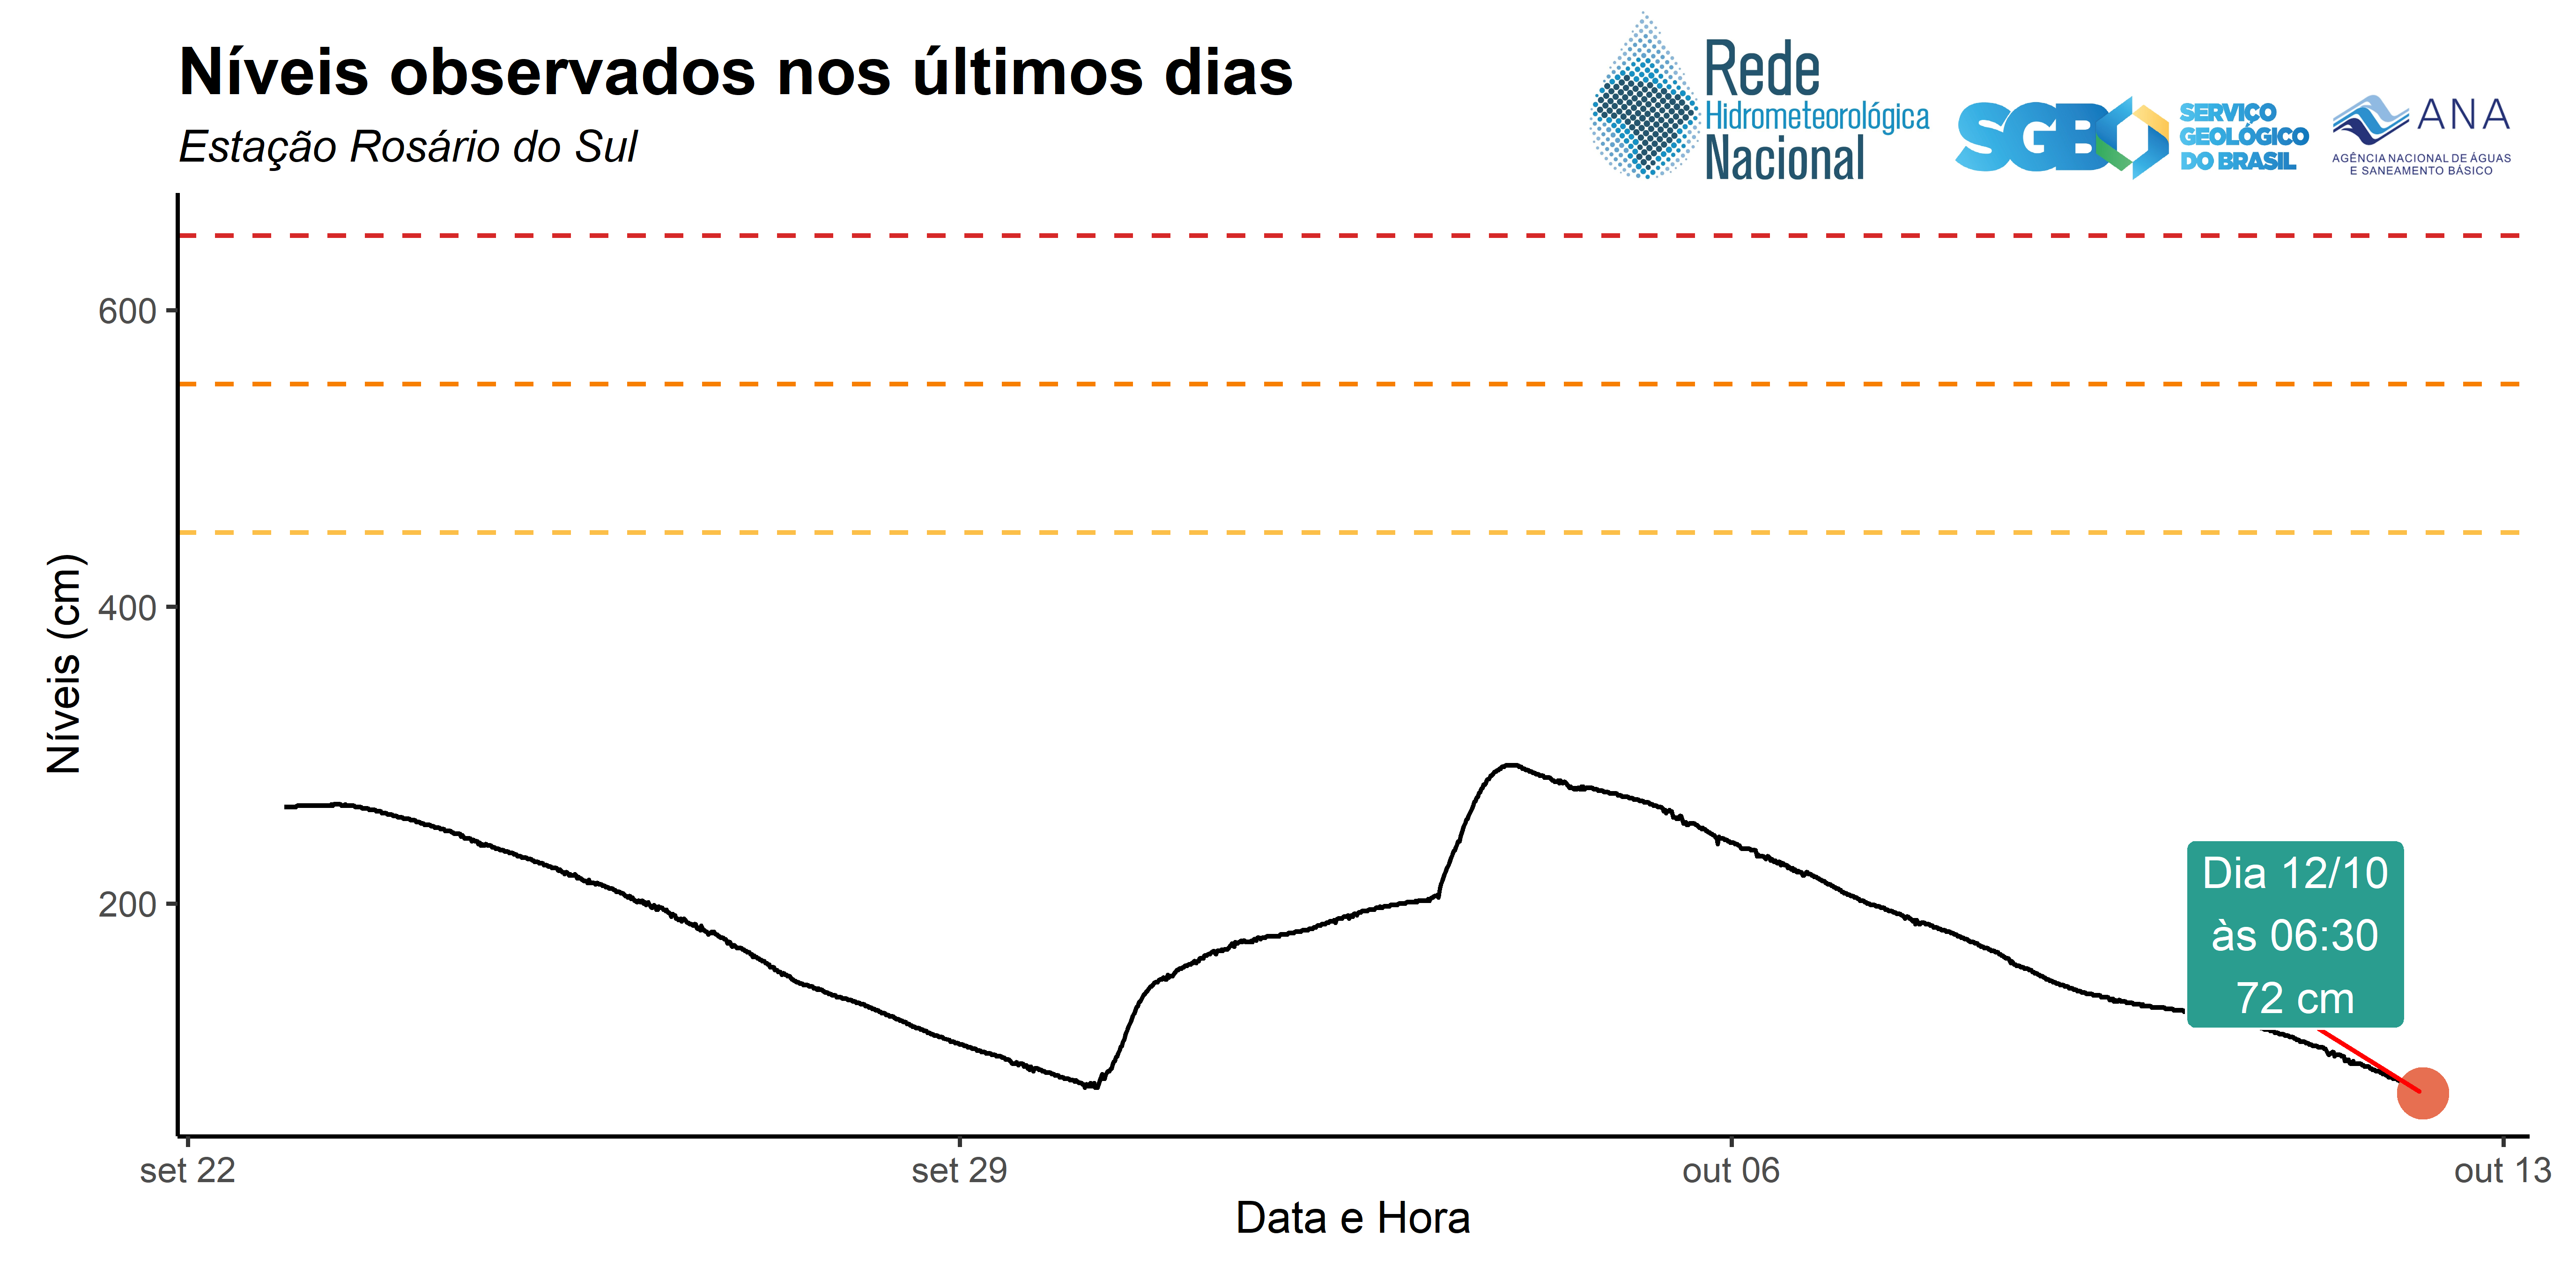 Níveis observados nos últimos dias
Estação Rosário do Sul
Rede
Hidrometeorológica
Nacional
SGB
SERVIÇO
GEOLÓGICO
DO BRASIL
ANA
AGÊNCIA NACIONAL DE ÁGUAS
E SANEAMENTO BÁSICO
Níveis (cm)
600
400
200
Dia 12/10
às 06:30
72 cm
set 22
set 29
out 06
out 13
Data e Hora